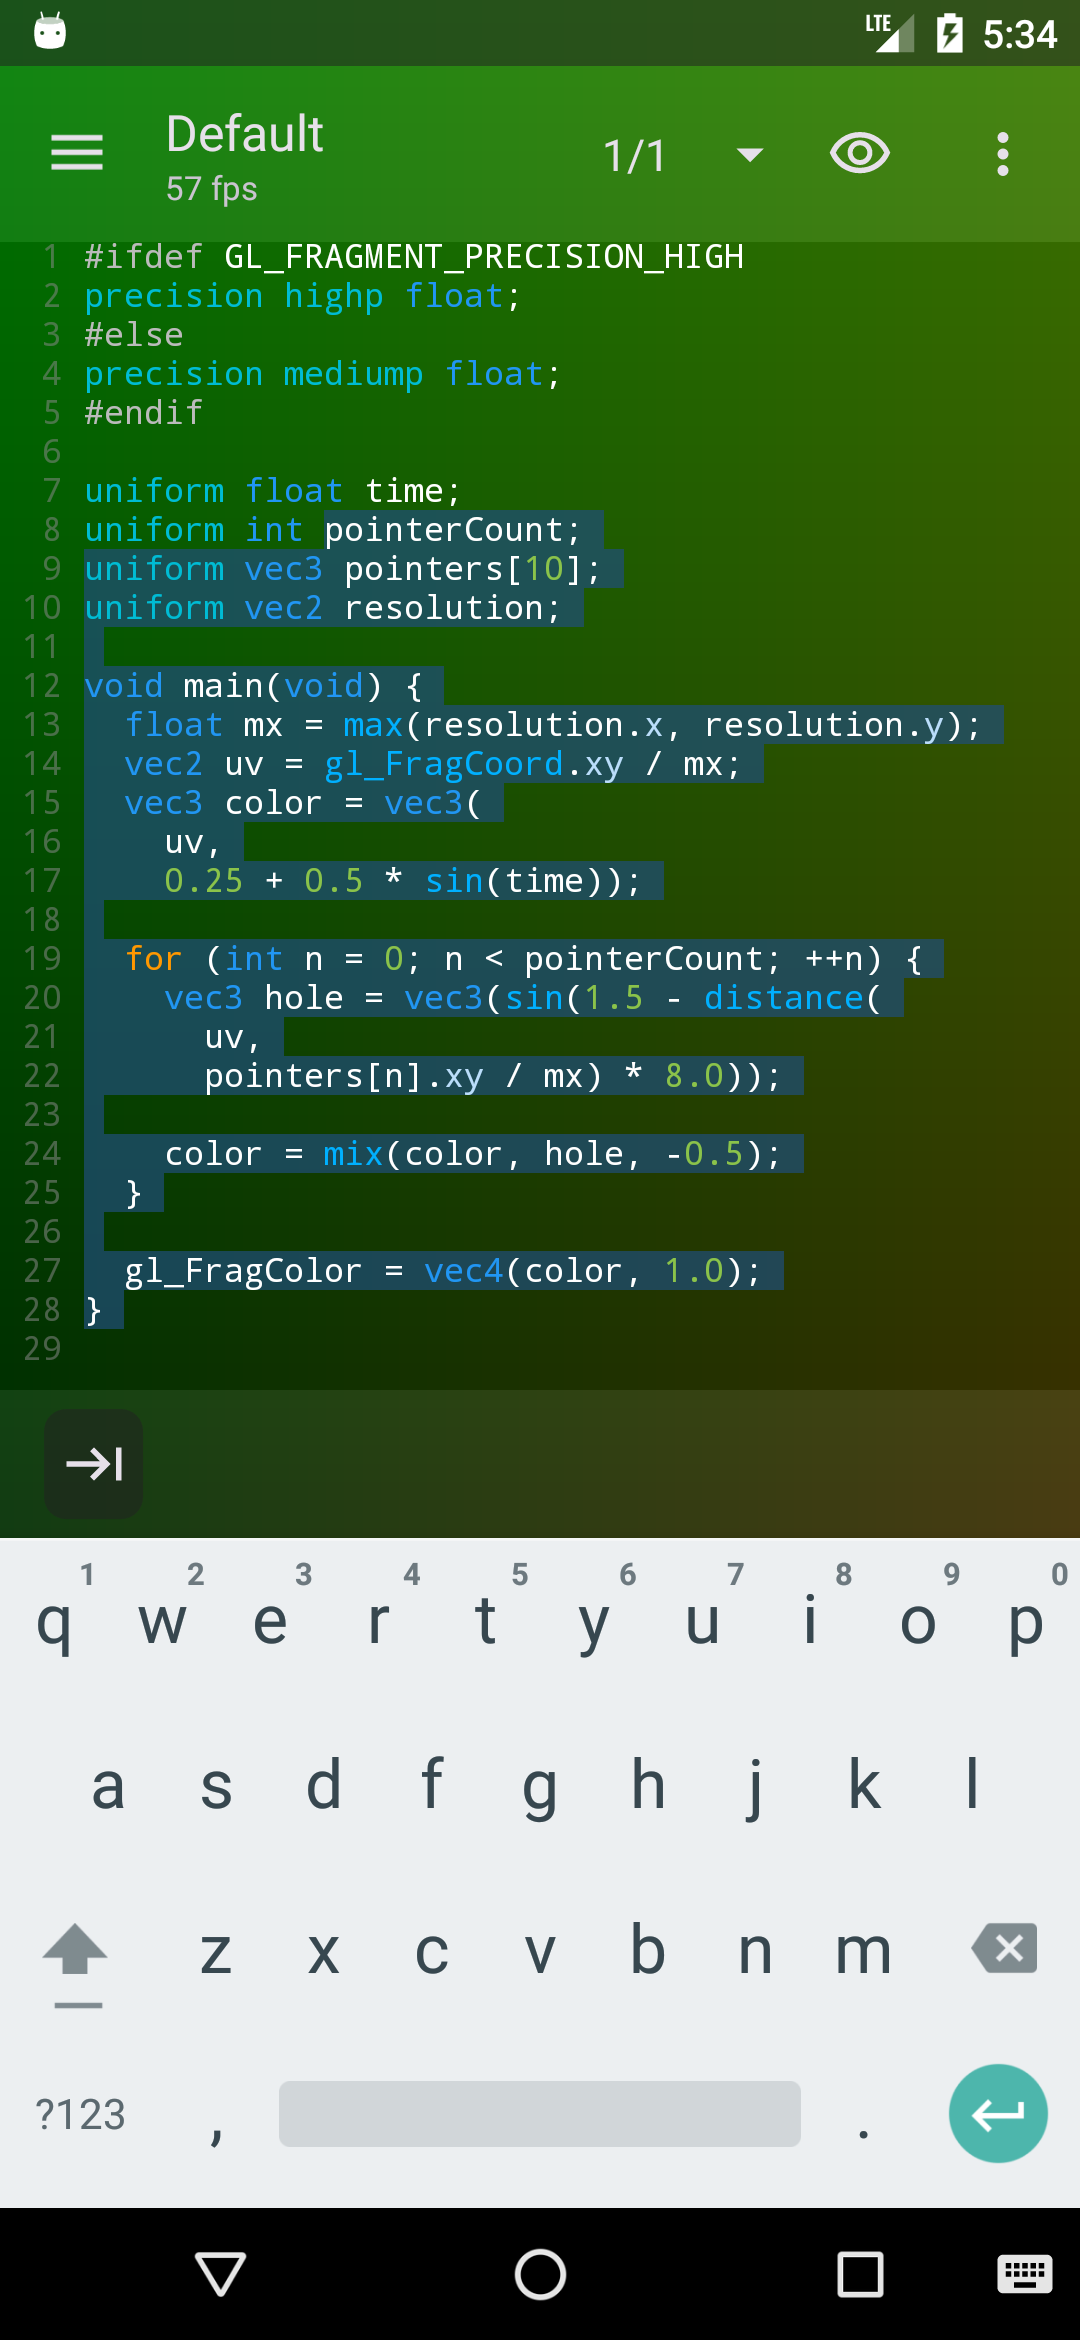 LTE 5:34
Default
57 fps
1/1
1 #ifdef GL_FRAGMENT_PRECISION_HIGH
2 precision highp float;
3 #else
4 precision mediump float;
5 #endif
6
7 uniform float time;
8 uniform int pointerCount;
9 uniform vec3 pointers[10];
10 uniform vec2 resolution;
11
12 void main(void) {
13   float mx = max(resolution.x, resolution.y);
14   vec2 uv = gl_FragCoord.xy / mx;
15   vec3 color = vec3(
16     uv,
17     0.25 + 0.5 * sin(time));
18
19   for (int n = 0; n < pointerCount; ++n) {
20     vec3 hole = vec3(sin(1.5 - distance(
21       uv,
22       pointers[n].xy / mx) * 8.0));
23
24     color = mix(color, hole, -0.5);
25   }
26
27   gl_FragColor = vec4(color, 1.0);
28 }
29
1 2 3 4 5 6 7 8 9 0
q w e r t y u i o p
a s d f g h j k l
z x c v b n m
?123 , .